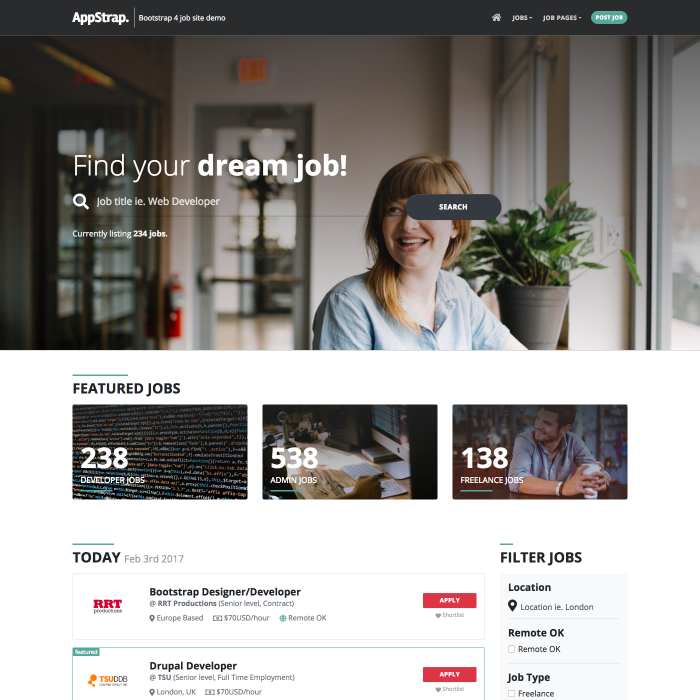 AppStrap. Bootstrap 4 job site demo
JOBS JOB PAGES POST JOB
Find your dream job!
Job title ie. Web Developer
SEARCH
Currently listing 234 jobs.
FEATURED JOBS
238
DEVELOPER JOBS
538
ADMIN JOBS
138
FREELANCE JOBS
TODAY Feb 3rd 2017
RRT
productions
Bootstrap Designer/Developer
@ RRT Productions (Senior level, Contract)
Europe Based $70USD/hour Remote OK
APPLY
Shortlist
featured
TSUDDB
Drupal Developer
@ TSU (Senior level, Full Time Employment)
London, UK $70USD/hour
APPLY
Shortlist
FILTER JOBS
Location
Location ie. London
Remote OK
Remote OK
Job Type
Freelance